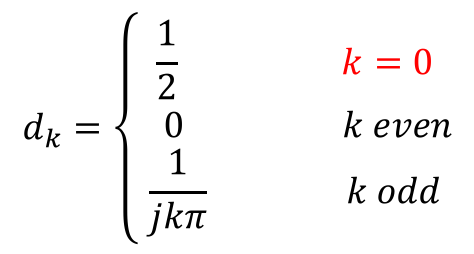 d_k = { 1/2 k = 0
0 k even
1/jkπ k odd